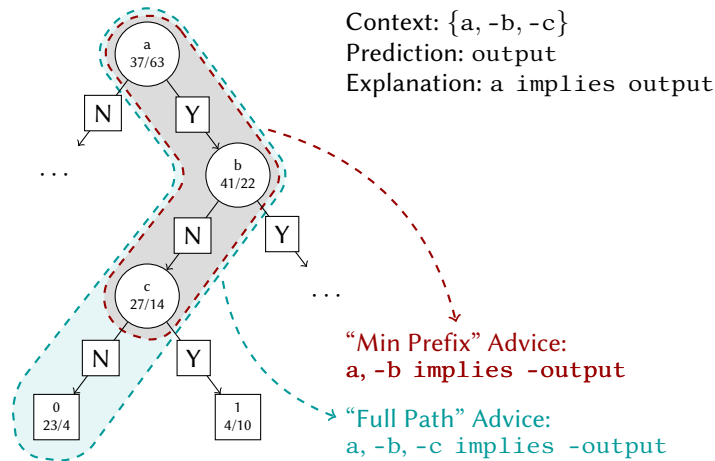 a
37/63
Context: {a, -b, -c}
Prediction: output
Explanation: a implies output
N
Y
...
b
41/22
N
Y
c
27/14
...
N
Y
"Min Prefix" Advice:
a, -b implies -output
0
23/4
1
4/10
"Full Path" Advice:
a, -b, -c implies -output